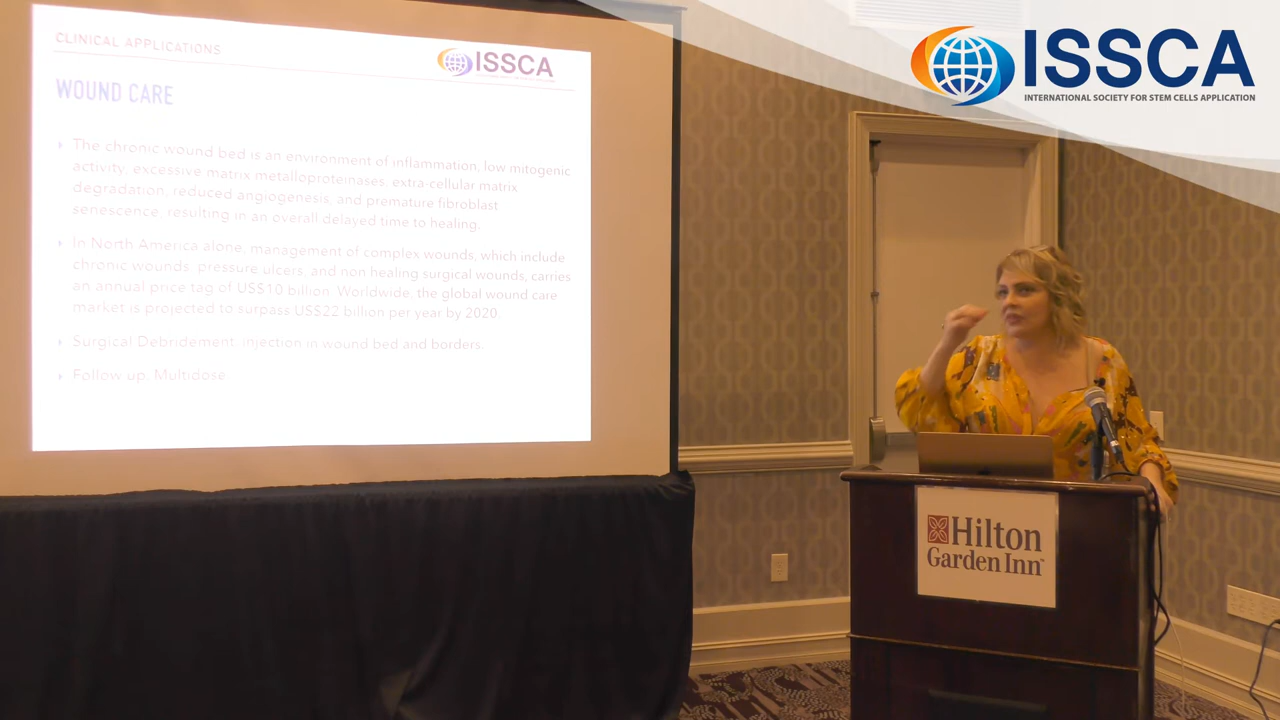 CLINICAL APPLICATIONS
ISSCA
WOUND CARE
The chronic wound bed is an environment of inflammation, low mitogenic
activity, excessive matrix metalloproteinases, extra-cellular matrix
degradation, reduced angiogenesis, and premature fibroblast
senescence, resulting in an overall delayed time to healing.
In North America alone, management of complex wounds, which include
chronic wounds, pressure ulcers, and non healing surgical wounds, carries
an annual price tag of US$10 billion. Worldwide, the global wound care
market is projected to surpass US$22 billion per year by 2020.
Surgical Debridement, injection in wound bed and borders.
Follow up. Multidose.
ISSCA
INTERNATIONAL SOCIETY FOR STEM CELLS APPLICATION
Hilton
Garden Inn™